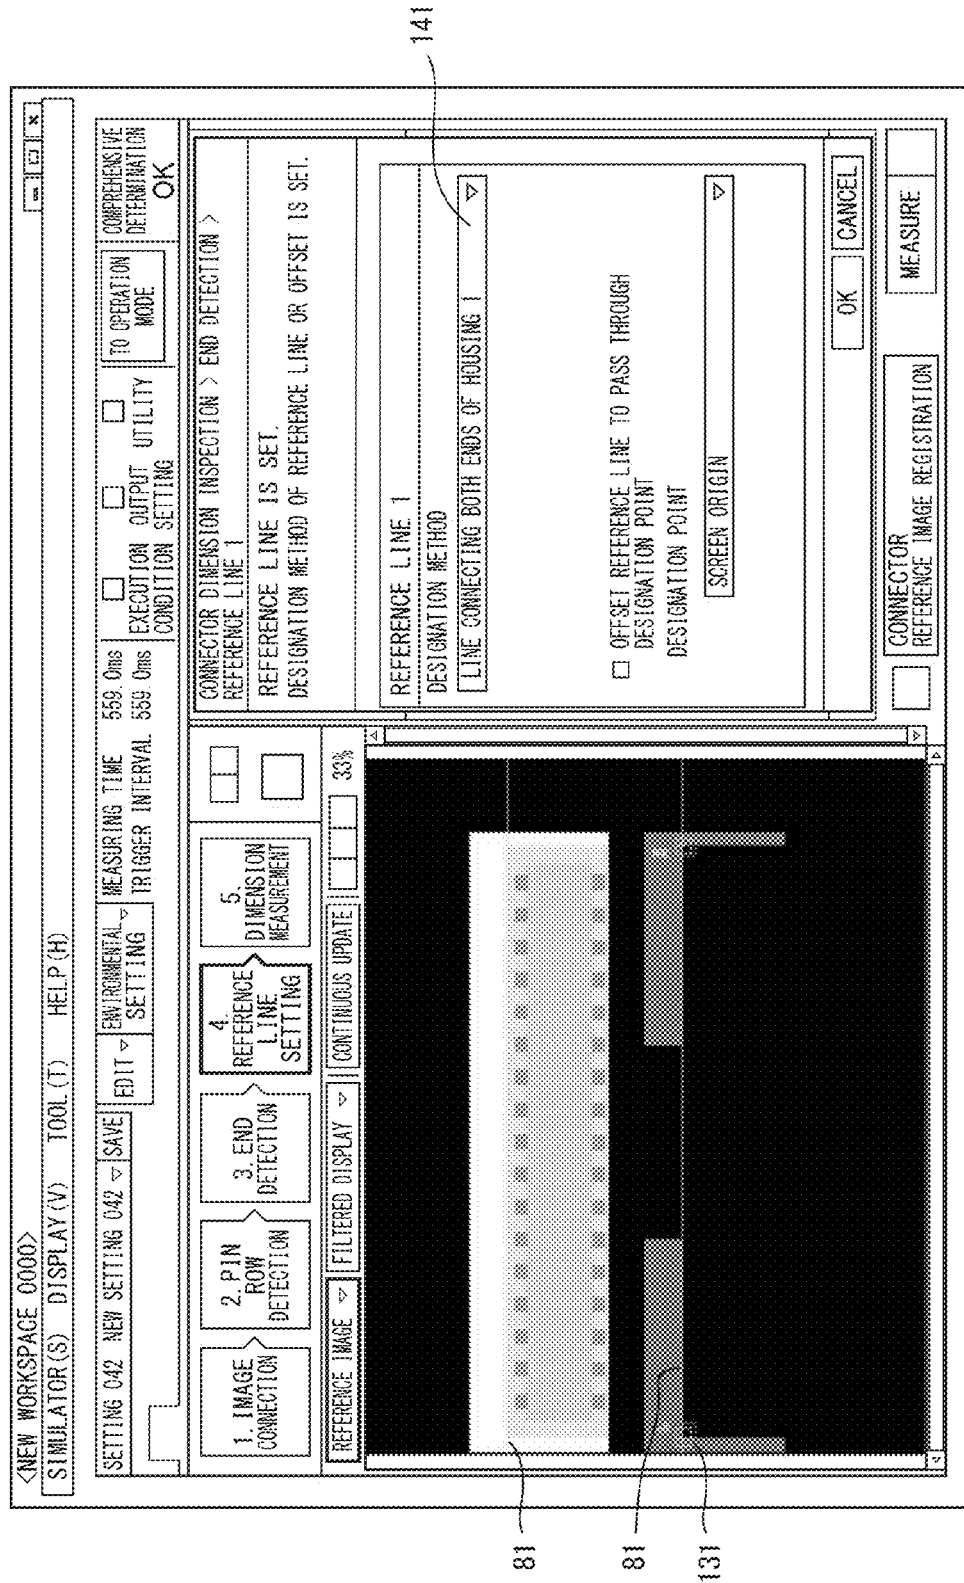 <NEW WORKSPACE 0000>
SIMULATOR(S) DISPLAY(V) TOOL(T) HELP(H)
SETTING 042 NEW SETTING 042 SAVE
EDIT
ENVIRONMENTAL
SETTING
MEASURING TIME 559.0ms
TRIGGER INTERVAL 559.0ms
EXECUTION
CONDITION
OUTPUT
SETTING
UTILITY
TO OPERATION
MODE
COMPREHENSIVE
DETERMINATION
OK
1. IMAGE
CONNECTION
2. PIN
ROW
DETECTION
3. END
DETECTION
4.
REFERENCE
LINE
SETTING
5.
DIMENSION
MEASUREMENT
REFERENCE IMAGE
FILTERED DISPLAY
CONTINUOUS UPDATE
33%
CONNECTOR DIMENSION INSPECTION > END DETECTION >
REFERENCE LINE 1
REFERENCE LINE IS SET.
DESIGNATION METHOD OF REFERENCE LINE OR OFFSET IS SET.
REFERENCE LINE 1
DESIGNATION METHOD
LINE CONNECTING BOTH ENDS OF HOUSING 1
OFFSET REFERENCE LINE TO PASS THROUGH
DESIGNATION POINT
DESIGNATION POINT
SCREEN ORIGIN
OK CANCEL
CONNECTOR
REFERENCE IMAGE REGISTRATION
MEASURE
81
81
131
141